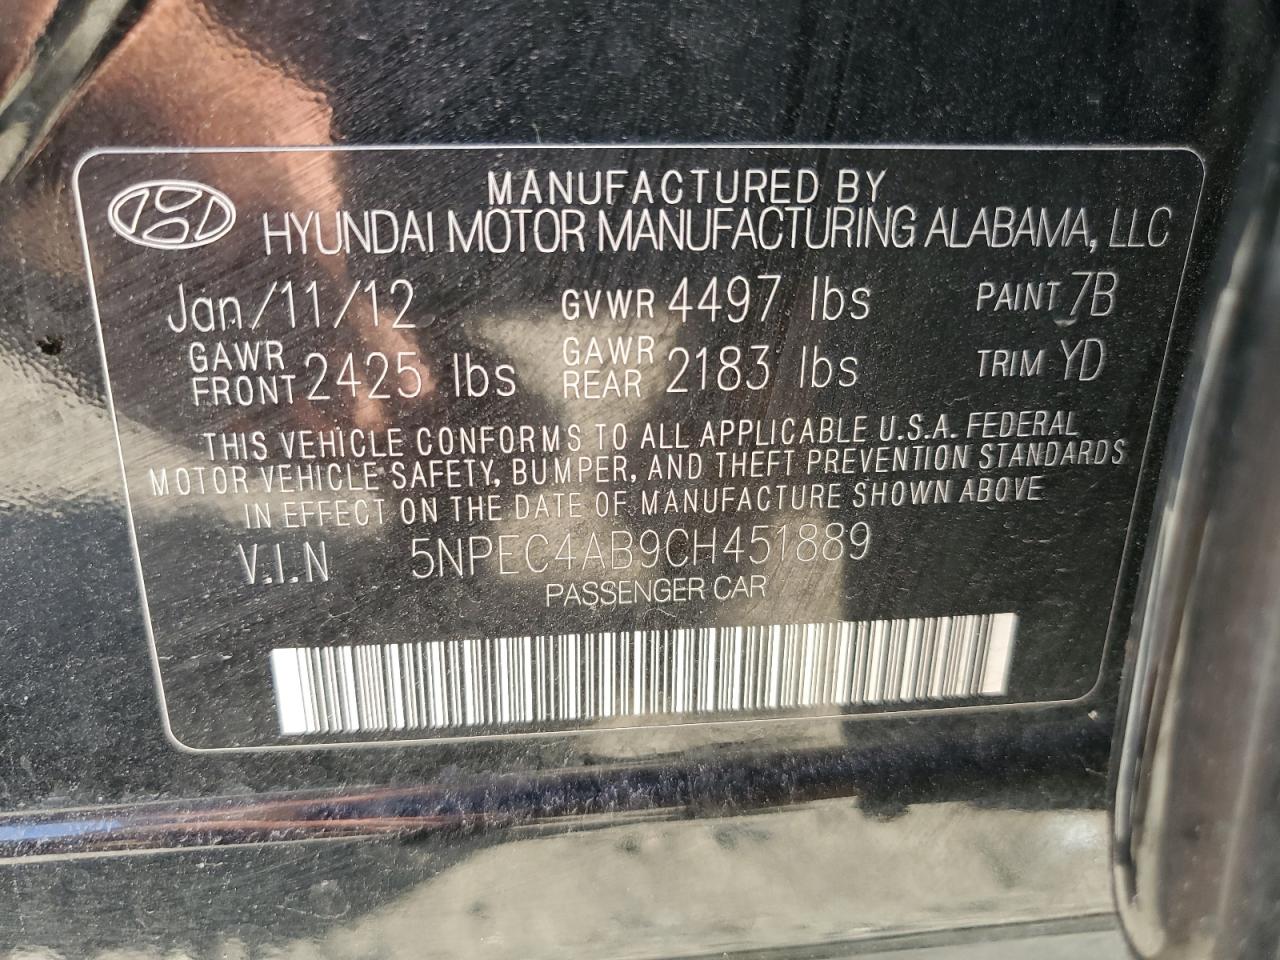 MANUFACTURED BY
HYUNDAI MOTOR MANUFACTURING ALABAMA, LLC
Jan/11/12 GVWR 4497 lbs PAINT 7B
GAWR FRONT 2425 lbs GAWR REAR 2183 lbs TRIM YD
THIS VEHICLE CONFORMS TO ALL APPLICABLE U.S.A. FEDERAL
MOTOR VEHICLE SAFETY, BUMPER, AND THEFT PREVENTION STANDARDS
IN EFFECT ON THE DATE OF MANUFACTURE SHOWN ABOVE
V.I.N 5NPEC4AB9CH451889
PASSENGER CAR